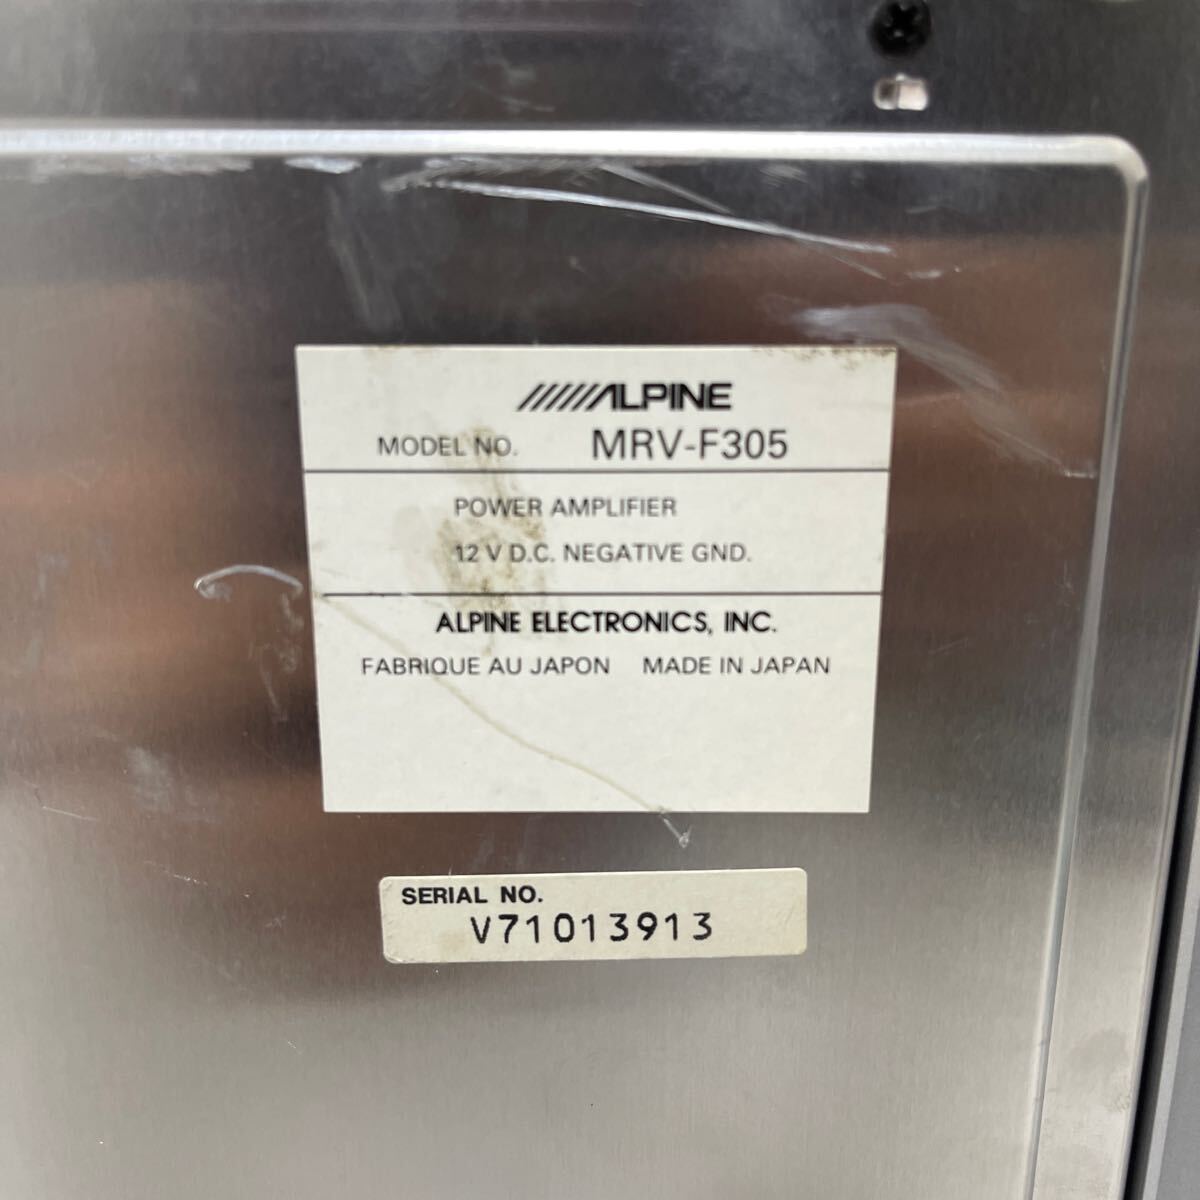 ALPINE
MODEL NO. MRV-F305
POWER AMPLIFIER
12 V D.C. NEGATIVE GND.
ALPINE ELECTRONICS, INC.
FABRIQUE AU JAPON MADE IN JAPAN
SERIAL NO.
V71013913